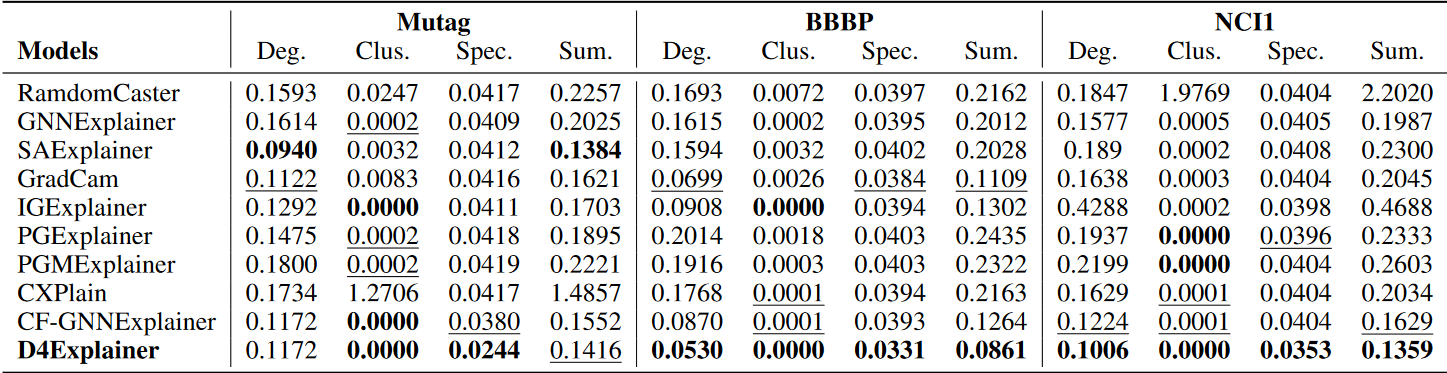 Mutag BBBP NCI1
Models Deg. Clus. Spec. Sum. Deg. Clus. Spec. Sum. Deg. Clus. Spec. Sum.
RamdomCaster 0.1593 0.0247 0.0417 0.2257 0.1693 0.0072 0.0397 0.2162 0.1847 1.9769 0.0404 2.2020
GNNExplainer 0.1614 0.0002 0.0409 0.2025 0.1615 0.0002 0.0395 0.2012 0.1577 0.0005 0.0405 0.1987
SAExplainer 0.0940 0.0032 0.0412 0.1384 0.1594 0.0032 0.0402 0.2028 0.189 0.0002 0.0408 0.2300
GradCam 0.1122 0.0083 0.0416 0.1621 0.0699 0.0026 0.0384 0.1109 0.1638 0.0003 0.0404 0.2045
IGExplainer 0.1292 0.0000 0.0411 0.1703 0.0908 0.0000 0.0394 0.1302 0.4288 0.0002 0.0398 0.4688
PGExplainer 0.1475 0.0002 0.0418 0.1895 0.2014 0.0018 0.0403 0.2435 0.1937 0.0000 0.0396 0.2333
PGMExplainer 0.1800 0.0002 0.0419 0.2221 0.1916 0.0003 0.0403 0.2322 0.2199 0.0000 0.0404 0.2603
CXPlain 0.1734 1.2706 0.0417 1.4857 0.1768 0.0001 0.0394 0.2163 0.1629 0.0001 0.0404 0.2034
CF-GNNExplainer 0.1172 0.0000 0.0380 0.1552 0.0870 0.0001 0.0393 0.1264 0.1224 0.0001 0.0404 0.1629
D4Explainer 0.1172 0.0000 0.0244 0.1416 0.0530 0.0000 0.0331 0.0861 0.1006 0.0000 0.0353 0.1359